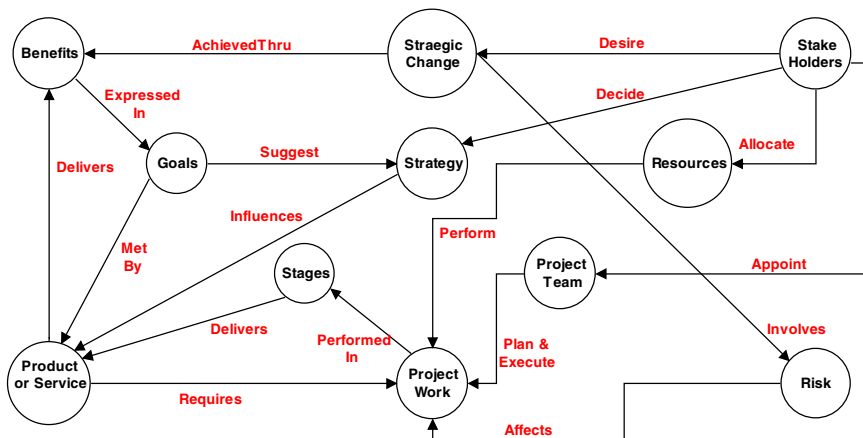 AchievedThru
Desire
Benefits
Straegic
Change
Stake
Holders
Expressed
In
Decide
Delivers
Goals
Suggest
Strategy
Resources
Allocate
Influences
Perform
Met
By
Stages
Project
Team
Appoint
Delivers
Performed
In
Plan &
Execute
Involves
Product
or Service
Requires
Project
Work
Risk
Affects